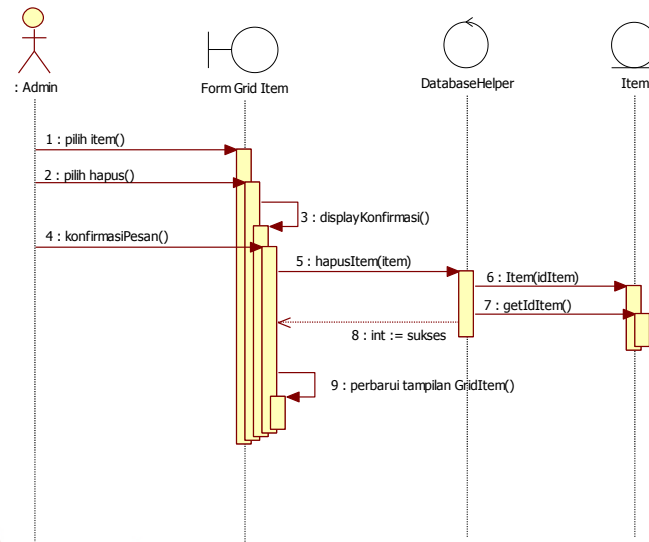 : Admin
Form Grid Item
DatabaseHelper
Item
1 : pilih item()
2 : pilih hapus()
3 : displayKonfirmasi()
4 : konfirmasiPesan()
5 : hapusItem(item)
6 : Item(idItem)
7 : getIdItem()
8 : int := sukses
9 : perbarui tampilan GridItem()